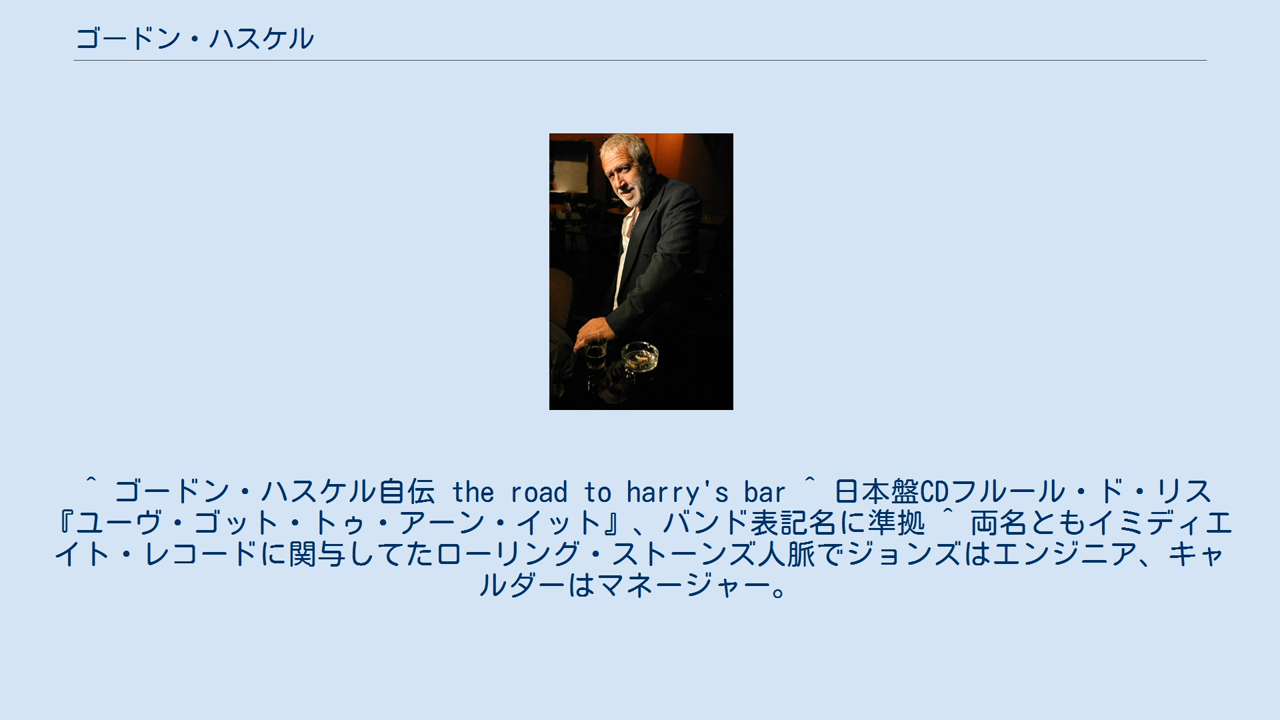 ゴードン・ハスケル
^ ゴードン・ハスケル自伝 the road to harry's bar ^ 日本盤CDフルール・ド・リス
『ユーヴ・ゴット・トゥ・アーン・イット』、バンド表記名に準拠 ^ 両名ともイミディエ
イト・レコードに関与してたローリング・ストーンズ人脈でジョンズはエンジニア、キャ
ルダーはマネージャー。